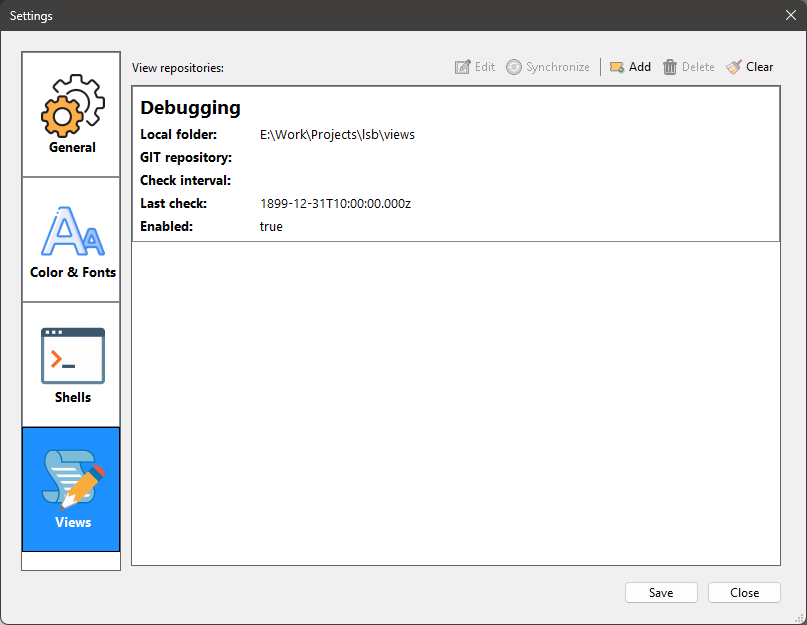 Settings
General
Color & Fonts
Shells
Views
View repositories:
Edit Synchronize Add Delete Clear
Debugging
Local folder: E:\Work\Projects\lsb\views
GIT repository:
Check interval:
Last check: 1899-12-31T10:00:00.000z
Enabled: true
Save Close